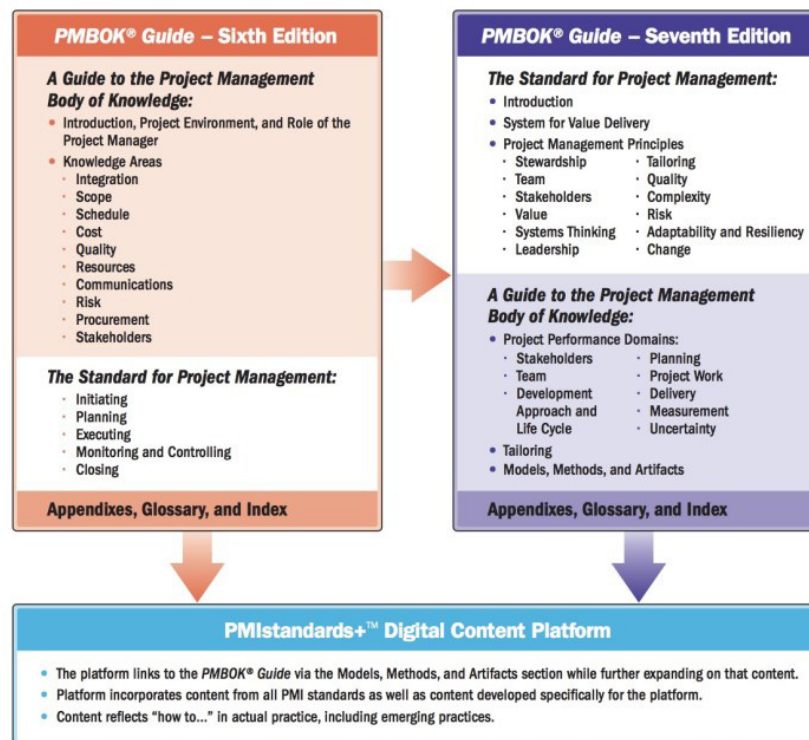 PMBOK® Guide – Sixth Edition
A Guide to the Project Management
Body of Knowledge:
• Introduction, Project Environment, and Role of the
Project Manager
• Knowledge Areas
· Integration
· Scope
· Schedule
· Cost
· Quality
· Resources
· Communications
· Risk
· Procurement
· Stakeholders
The Standard for Project Management:
· Initiating
· Planning
· Executing
· Monitoring and Controlling
· Closing
Appendixes, Glossary, and Index
PMBOK® Guide – Seventh Edition
The Standard for Project Management:
• Introduction
• System for Value Delivery
• Project Management Principles
· Stewardship
· Team
· Stakeholders
· Value
· Systems Thinking
· Leadership
· Tailoring
· Quality
· Complexity
· Risk
· Adaptability and Resiliency
· Change
A Guide to the Project Management
Body of Knowledge:
• Project Performance Domains:
· Stakeholders
· Team
· Development
Approach and
Life Cycle
· Planning
· Project Work
· Delivery
· Measurement
· Uncertainty
• Tailoring
• Models, Methods, and Artifacts
Appendixes, Glossary, and Index
PMIstandards+™ Digital Content Platform
• The platform links to the PMBOK® Guide via the Models, Methods, and Artifacts section while further expanding on that content.
• Platform incorporates content from all PMI standards as well as content developed specifically for the platform.
• Content reflects “how to...” in actual practice, including emerging practices.